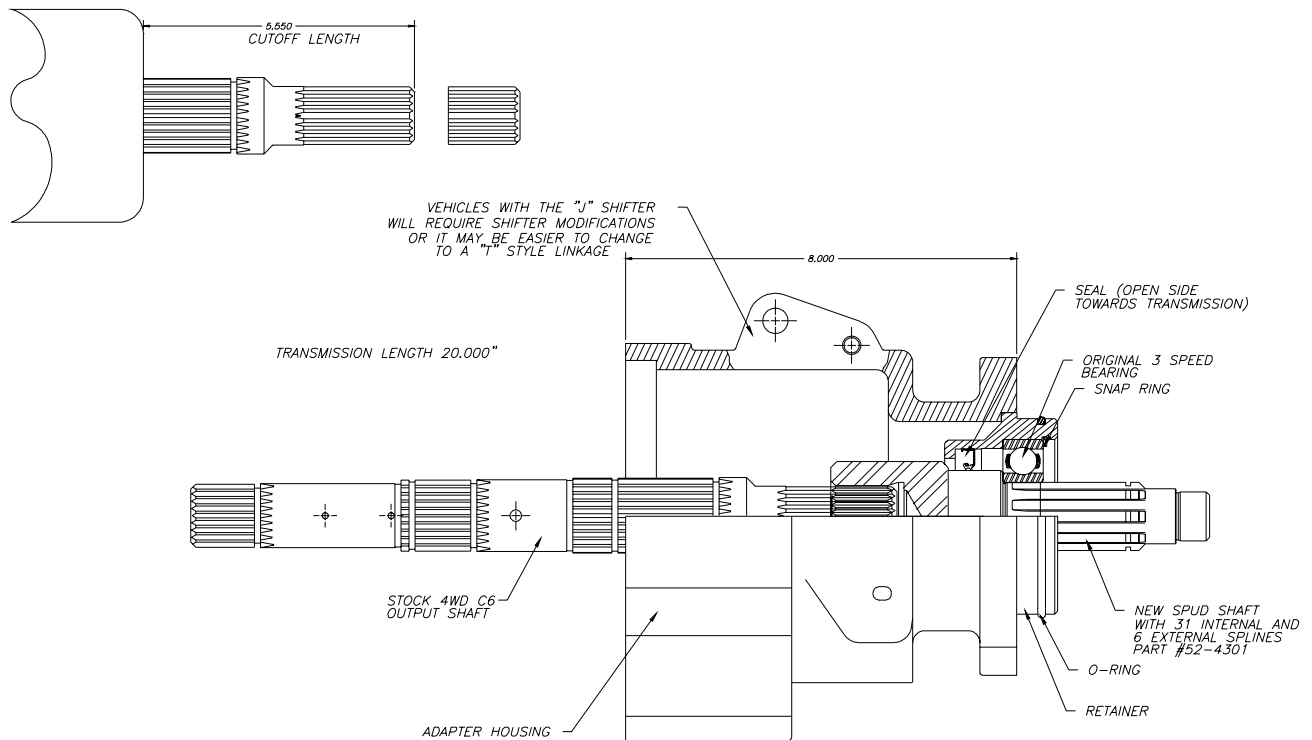 5.550
CUTOFF LENGTH
VEHICLES WITH THE "J" SHIFTER
WILL REQUIRE SHIFTER MODIFICATIONS
OR IT MAY BE EASIER TO CHANGE
TO A "T" STYLE LINKAGE
8.000
SEAL (OPEN SIDE
TOWARDS TRANSMISSION)
TRANSMISSION LENGTH 20.000"
ORIGINAL 3 SPEED
BEARING
SNAP RING
STOCK 4WD C6
OUTPUT SHAFT
NEW SPUD SHAFT
WITH 31 INTERNAL AND
6 EXTERNAL SPLINES
PART #52-4301
O-RING
RETAINER
ADAPTER HOUSING